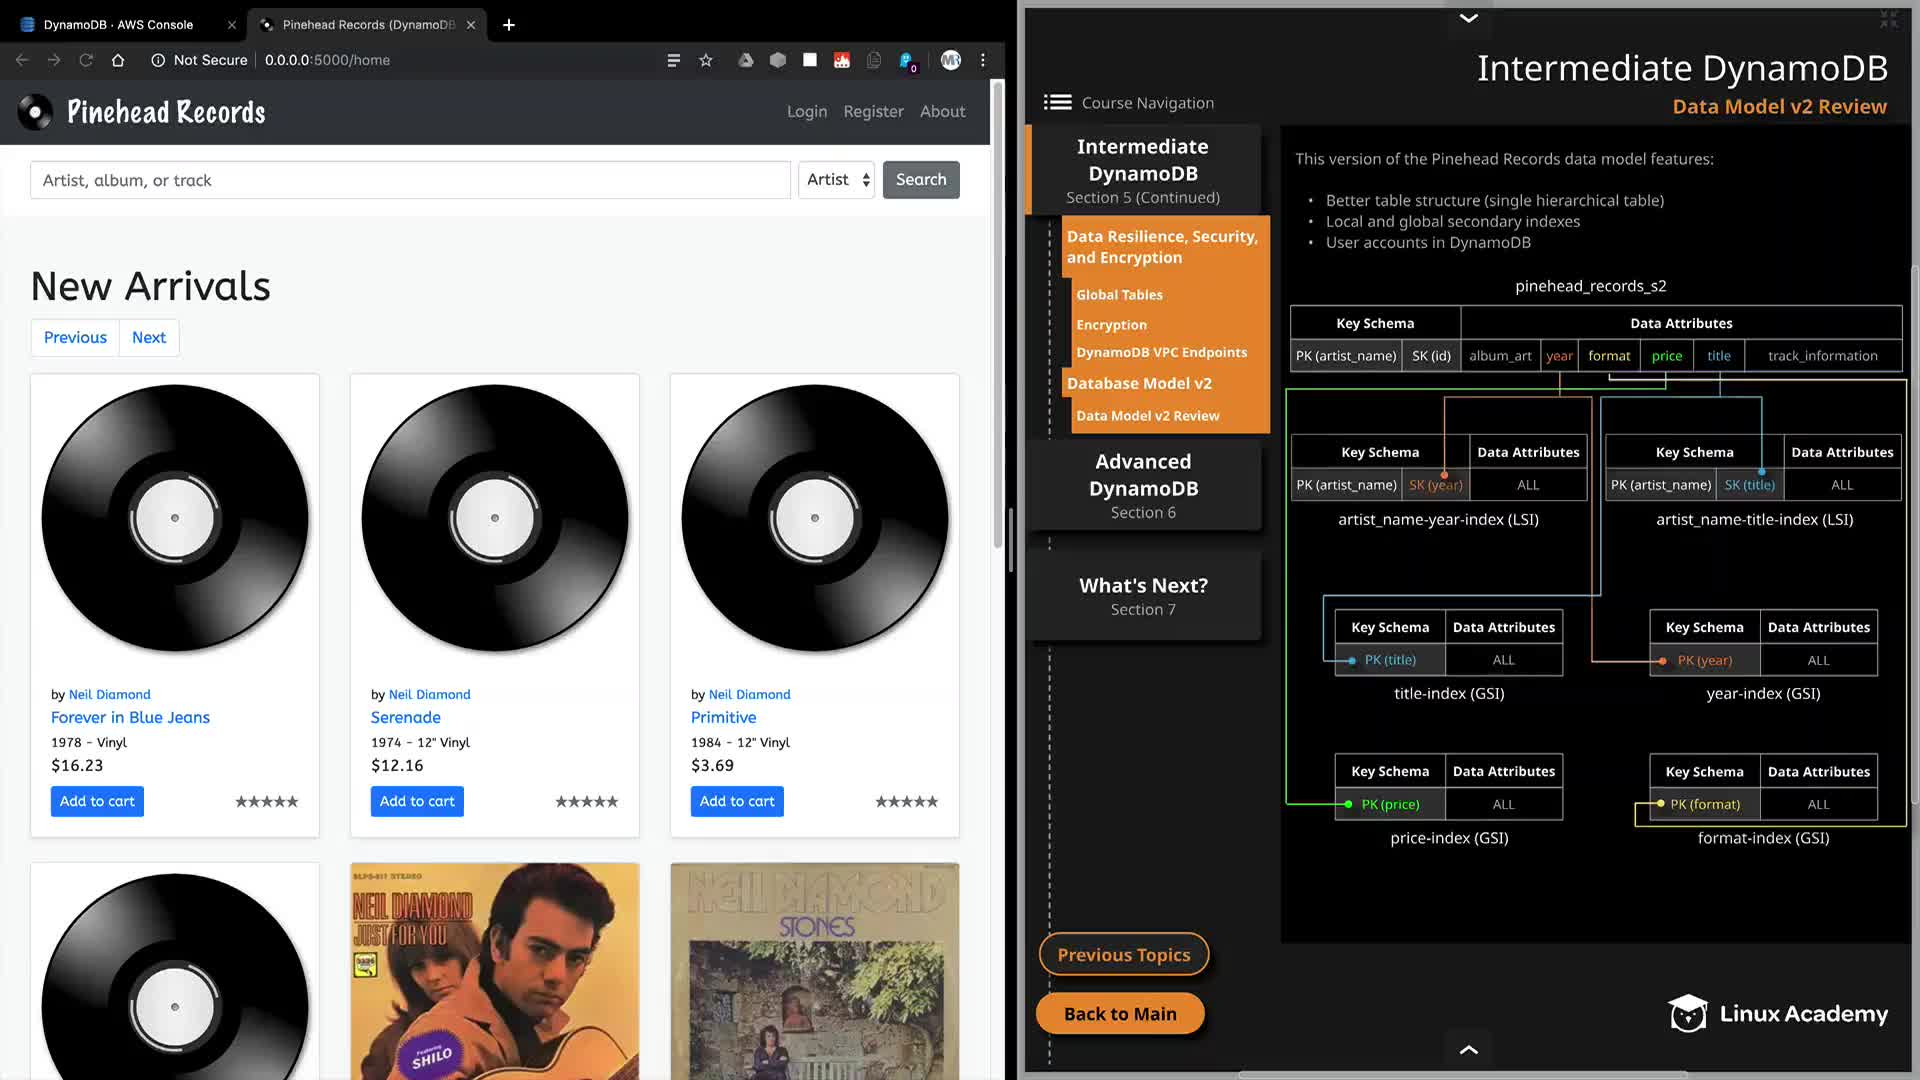 DynamoDB · AWS Console
Pinehead Records (DynamoDB
Not Secure
0.0.0.0:5000/home
0
Pinehead Records
Login
Register
About
Artist, album, or track
Artist
Search
New Arrivals
Previous
Next
by Neil Diamond
Forever in Blue Jeans
1978 - Vinyl
$16.23
Add to cart
by Neil Diamond
Serenade
1974 - 12" Vinyl
$12.16
Add to cart
by Neil Diamond
Primitive
1984 - 12" Vinyl
$3.69
Add to cart
NEIL DIAMOND
JUST FOR YOU
Featuring
SHILO
NEIL DIAMOND
STONES
Intermediate DynamoDB
Data Model v2 Review
Course Navigation
Intermediate
DynamoDB
Section 5 (Continued)
Data Resilience, Security,
and Encryption
Global Tables
Encryption
DynamoDB VPC Endpoints
Database Model v2
Data Model v2 Review
Advanced
DynamoDB
Section 6
What's Next?
Section 7
Previous Topics
Back to Main
This version of the Pinehead Records data model features:
• Better table structure (single hierarchical table)
• Local and global secondary indexes
• User accounts in DynamoDB
pinehead_records_s2
Key Schema
Data Attributes
PK (artist_name)
SK (id)
album_art
year
format
price
title
track_information
Key Schema
Data Attributes
PK (artist_name)
SK (year)
ALL
artist_name-year-index (LSI)
Key Schema
Data Attributes
PK (artist_name)
SK (title)
ALL
artist_name-title-index (LSI)
Key Schema
Data Attributes
PK (title)
ALL
title-index (GSI)
Key Schema
Data Attributes
PK (year)
ALL
year-index (GSI)
Key Schema
Data Attributes
PK (price)
ALL
price-index (GSI)
Key Schema
Data Attributes
PK (format)
ALL
format-index (GSI)
Linux Academy